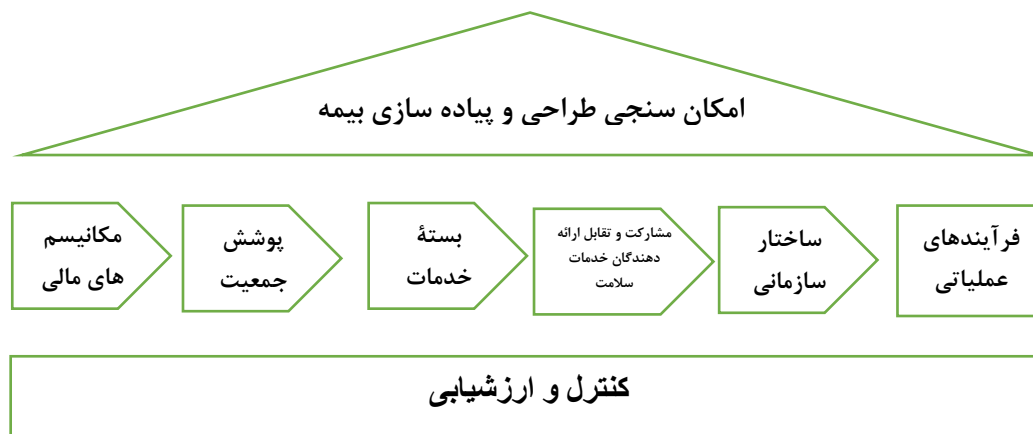 امکان سنجی طراحی و پیاده سازی بیمه
مکانیسم
های مالی
پوشش
جمعیت
بستۀ
خدمات
مشارکت و تقابل ارائه
دهندگان خدمات
سلامت
ساختار
سازمانی
فرآیندهای
عملیاتی
کنترل و ارزشیابی